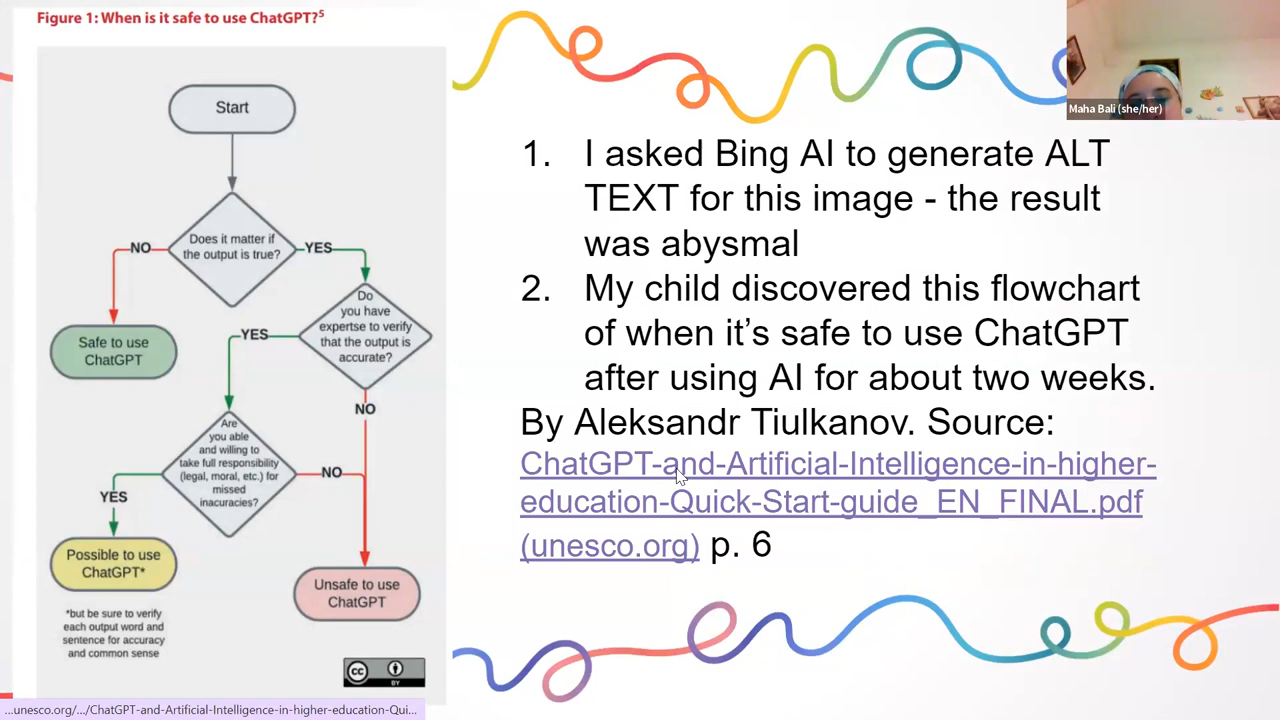 Figure 1: When is it safe to use ChatGPT?5
Start
Does it matter if
the output is true?
NO
YES
Safe to use
ChatGPT
Do
you have
expertse to verify
that the output is
accurate?
YES
NO
Are
you able
and willing to
take full responsibility
(legal, moral, etc.) for
missed
inacuracies?
NO
YES
Possible to use
ChatGPT*
Unsafe to use
ChatGPT
*but be sure to verify
each output word and
sentence for accuracy
and common sense
cc
BY
...unesco.org/.../ChatGPT-and-Artificial-Intelligence-in-higher-education-Qui...
Maha Bali (she/her)
1. I asked Bing AI to generate ALT
TEXT for this image - the result
was abysmal
2. My child discovered this flowchart
of when it’s safe to use ChatGPT
after using AI for about two weeks.
By Aleksandr Tiulkanov. Source:
ChatGPT-and-Artificial-Intelligence-in-higher-
education-Quick-Start-guide_EN_FINAL.pdf
(unesco.org) p. 6